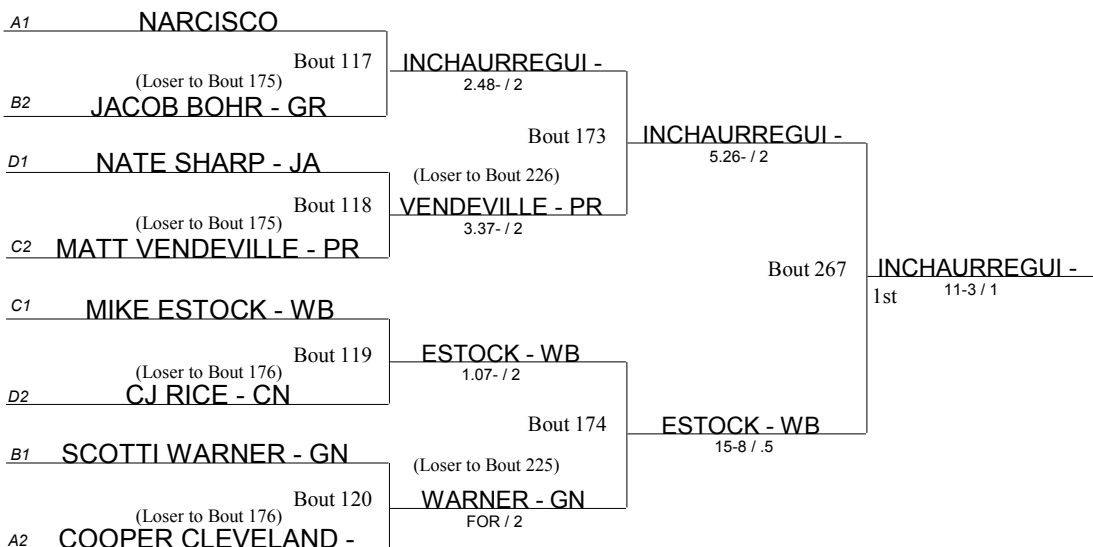 A1 NARCISCO
Bout 117 INCHAURREGUI -
(Loser to Bout 175) 2.48- / 2
B2 JACOB BOHR - GR
Bout 173 INCHAURREGUI -
5.26- / 2
D1 NATE SHARP - JA
(Loser to Bout 226)
Bout 118 VENDEVILLE - PR
(Loser to Bout 175) 3.37- / 2
C2 MATT VENDEVILLE - PR
Bout 267 INCHAURREGUI -
1st 11-3 / 1
C1 MIKE ESTOCK - WB
Bout 119 ESTOCK - WB
(Loser to Bout 176) 1.07- / 2
D2 CJ RICE - CN
Bout 174 ESTOCK - WB
15-8 / .5
B1 SCOTTI WARNER - GN
(Loser to Bout 225)
Bout 120 WARNER - GN
(Loser to Bout 176) FOR / 2
A2 COOPER CLEVELAND -